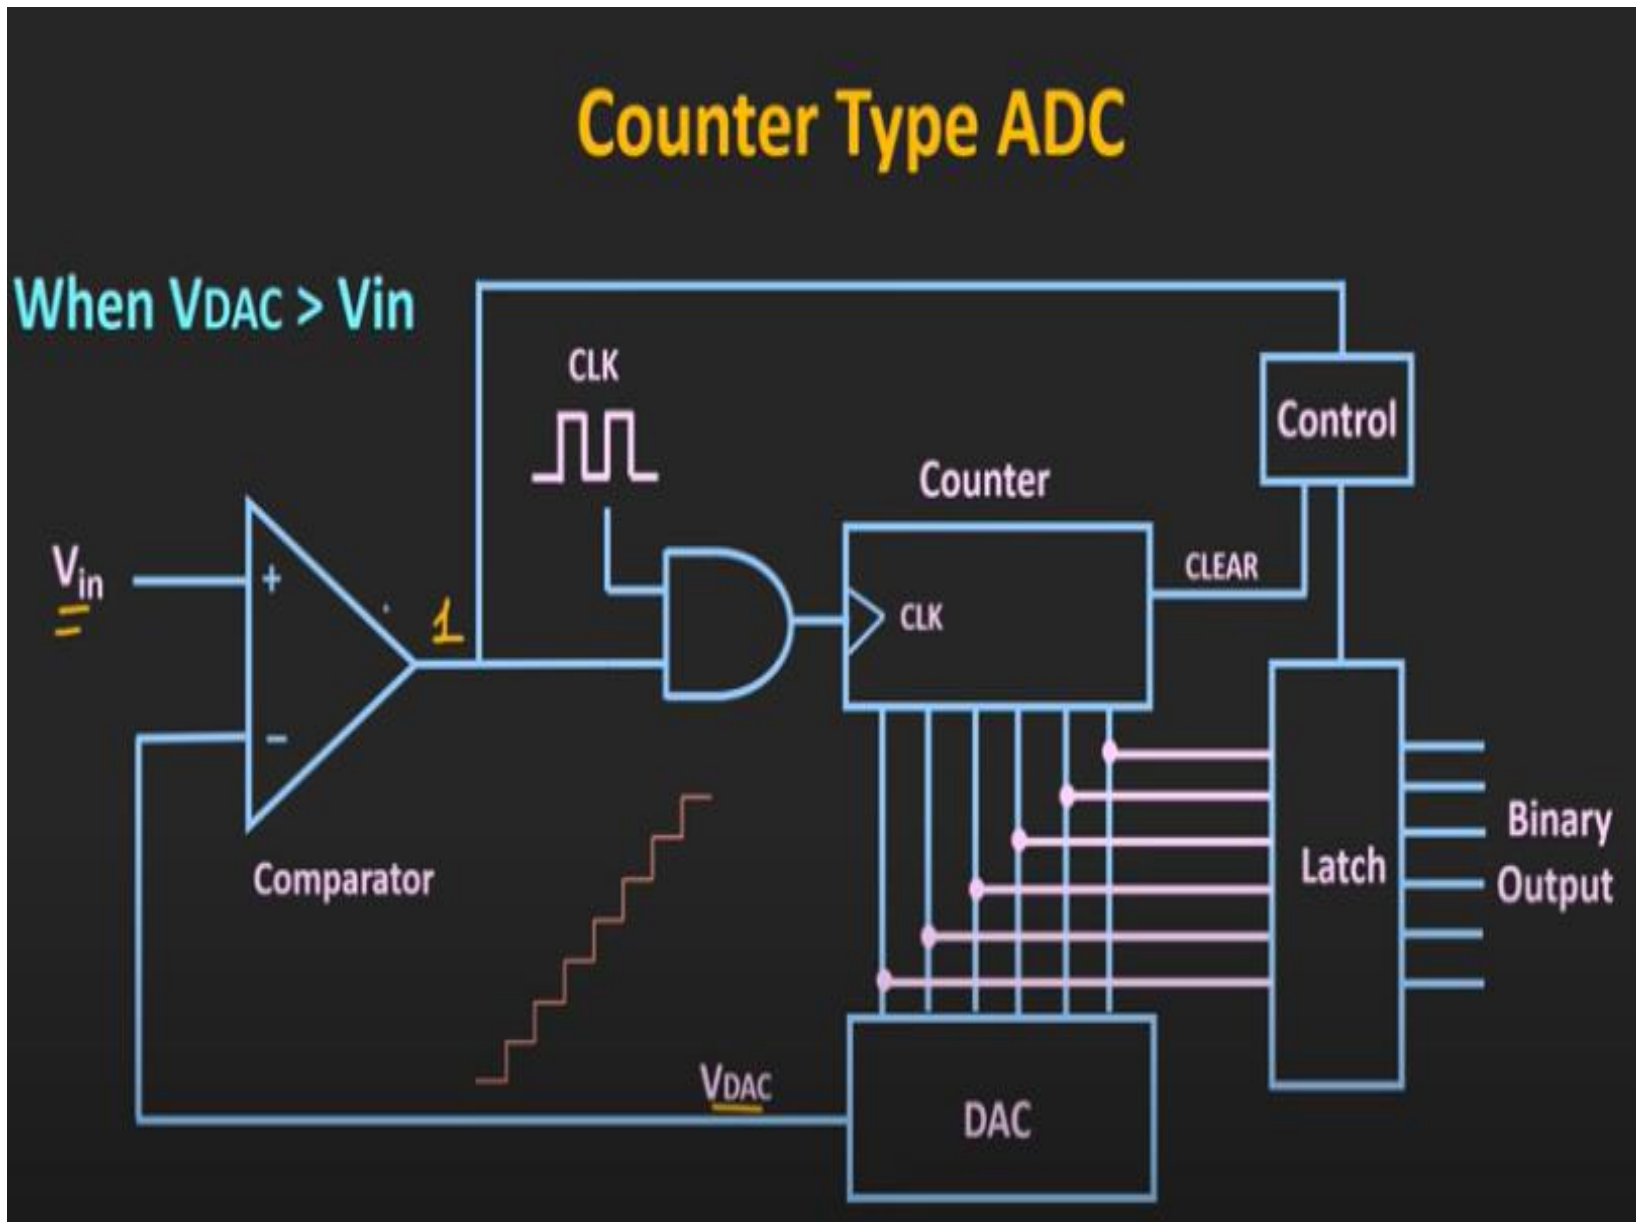 Counter Type ADC
When VDAC > Vin
CLK
Control
Counter
Vin
+
1
CLEAR
CLK
−
Comparator
Latch
Binary
Output
VDAC
DAC